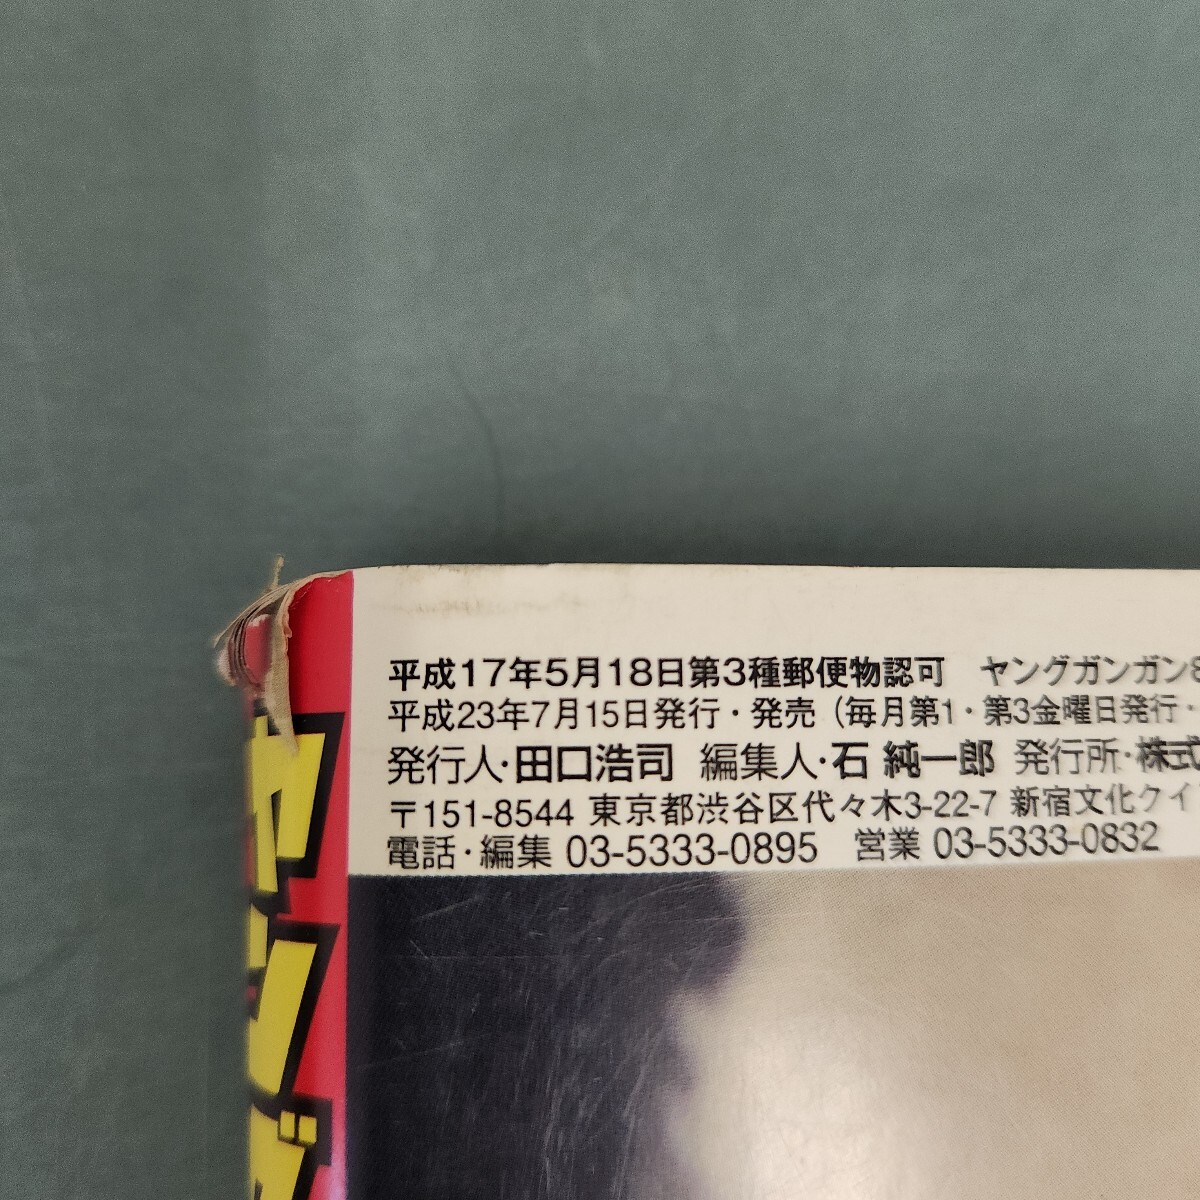 平成17年5月18日第3種郵便物認可　ヤングガンガン8
平成23年7月15日発行・発売（毎月第1・第3金曜日発行・
発行人・田口浩司　編集人・石 純一郎　発行所・株式
〒151-8544 東京都渋谷区代々木3-22-7 新宿文化クイ
電話・編集 03-5333-0895　営業 03-5333-0832
ヤング